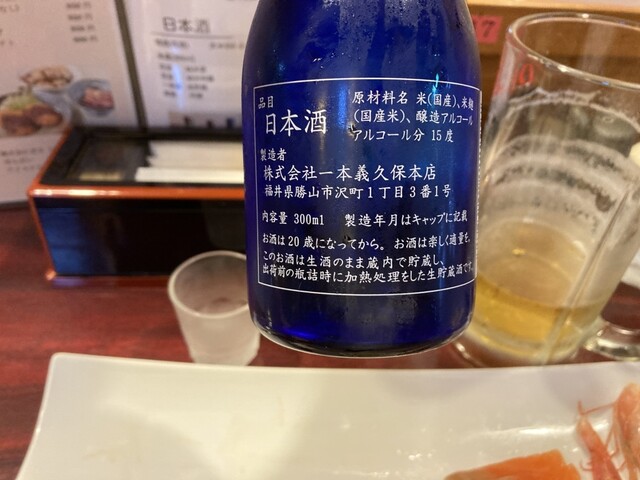 日本酒
17
品目
日本酒
原材料名 米(国産)、米麹
(国産米)、醸造アルコール
アルコール分 15度
製造者
株式会社一本義久保本店
福井県勝山市沢町1丁目3番1号
内容量 300ml 製造年月はキャップに記載
お酒は20歳になってから。お酒は楽しく適量を。
このお酒は生酒のまま蔵内で貯蔵し、
出荷前の瓶詰時に加熱処理をした生貯蔵酒です。